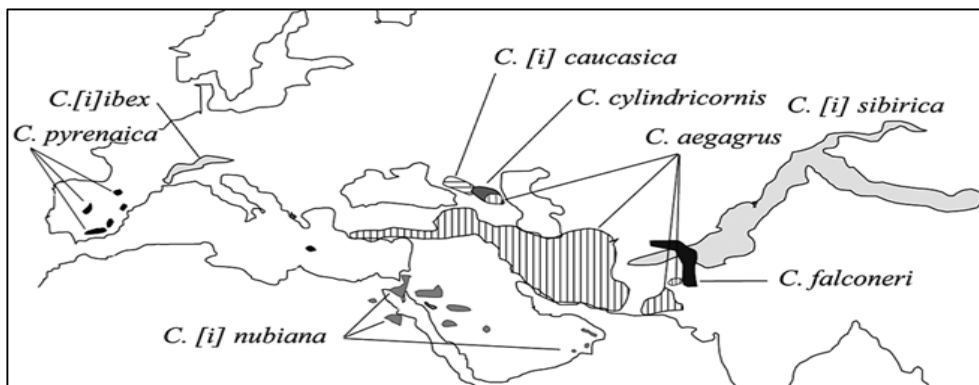 C. [i] caucasica
C.[i]ibex
C. cylindricornis
C. [i] sibirica
C. pyrenaica
C. aegagrus
C. falconeri
C. [i] nubiana